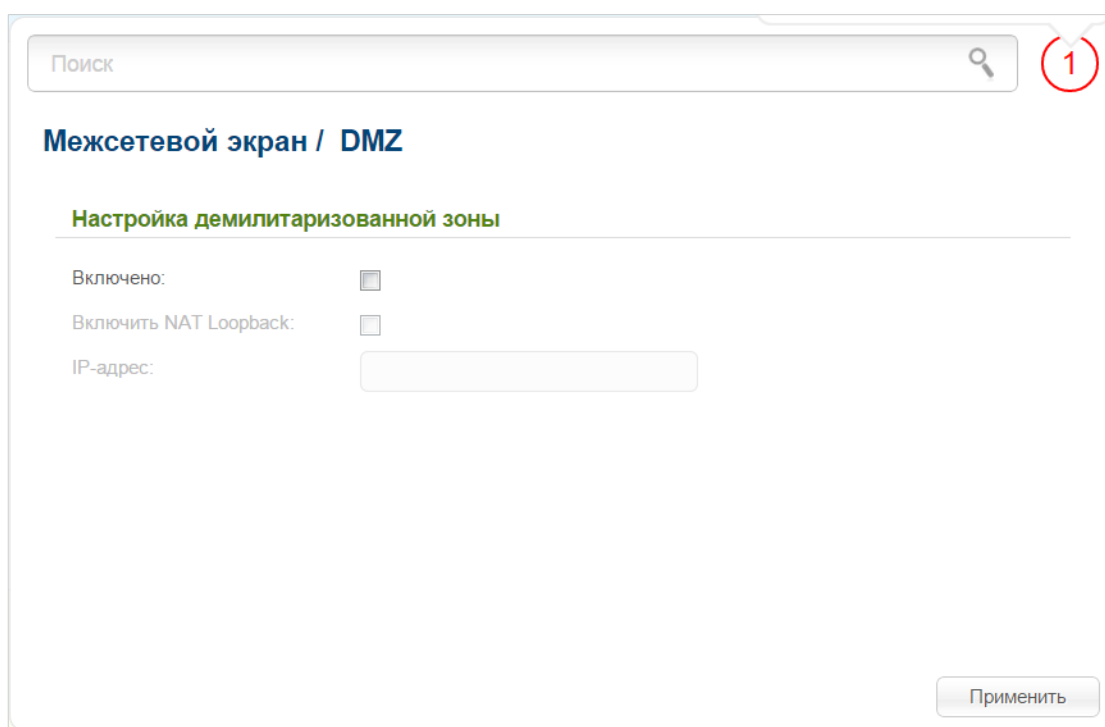 Поиск
1
Межсетевой экран / DMZ
Настройка демилитаризованной зоны
Включено:
Включить NAT Loopback:
IP-адрес:
Применить